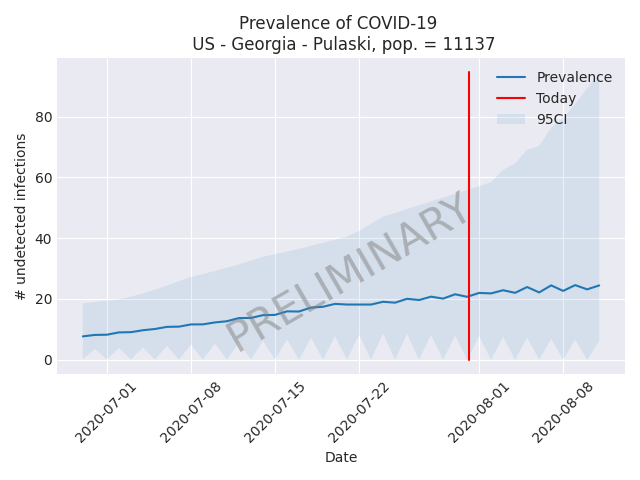 Prevalence of COVID-19
US - Georgia - Pulaski, pop. = 11137
Prevalence
Today
95CI
80
60
40
20
0
# undetected infections
PRELIMINARY
2020-07-01
2020-07-08
2020-07-15
2020-07-22
2020-08-01
2020-08-08
Date